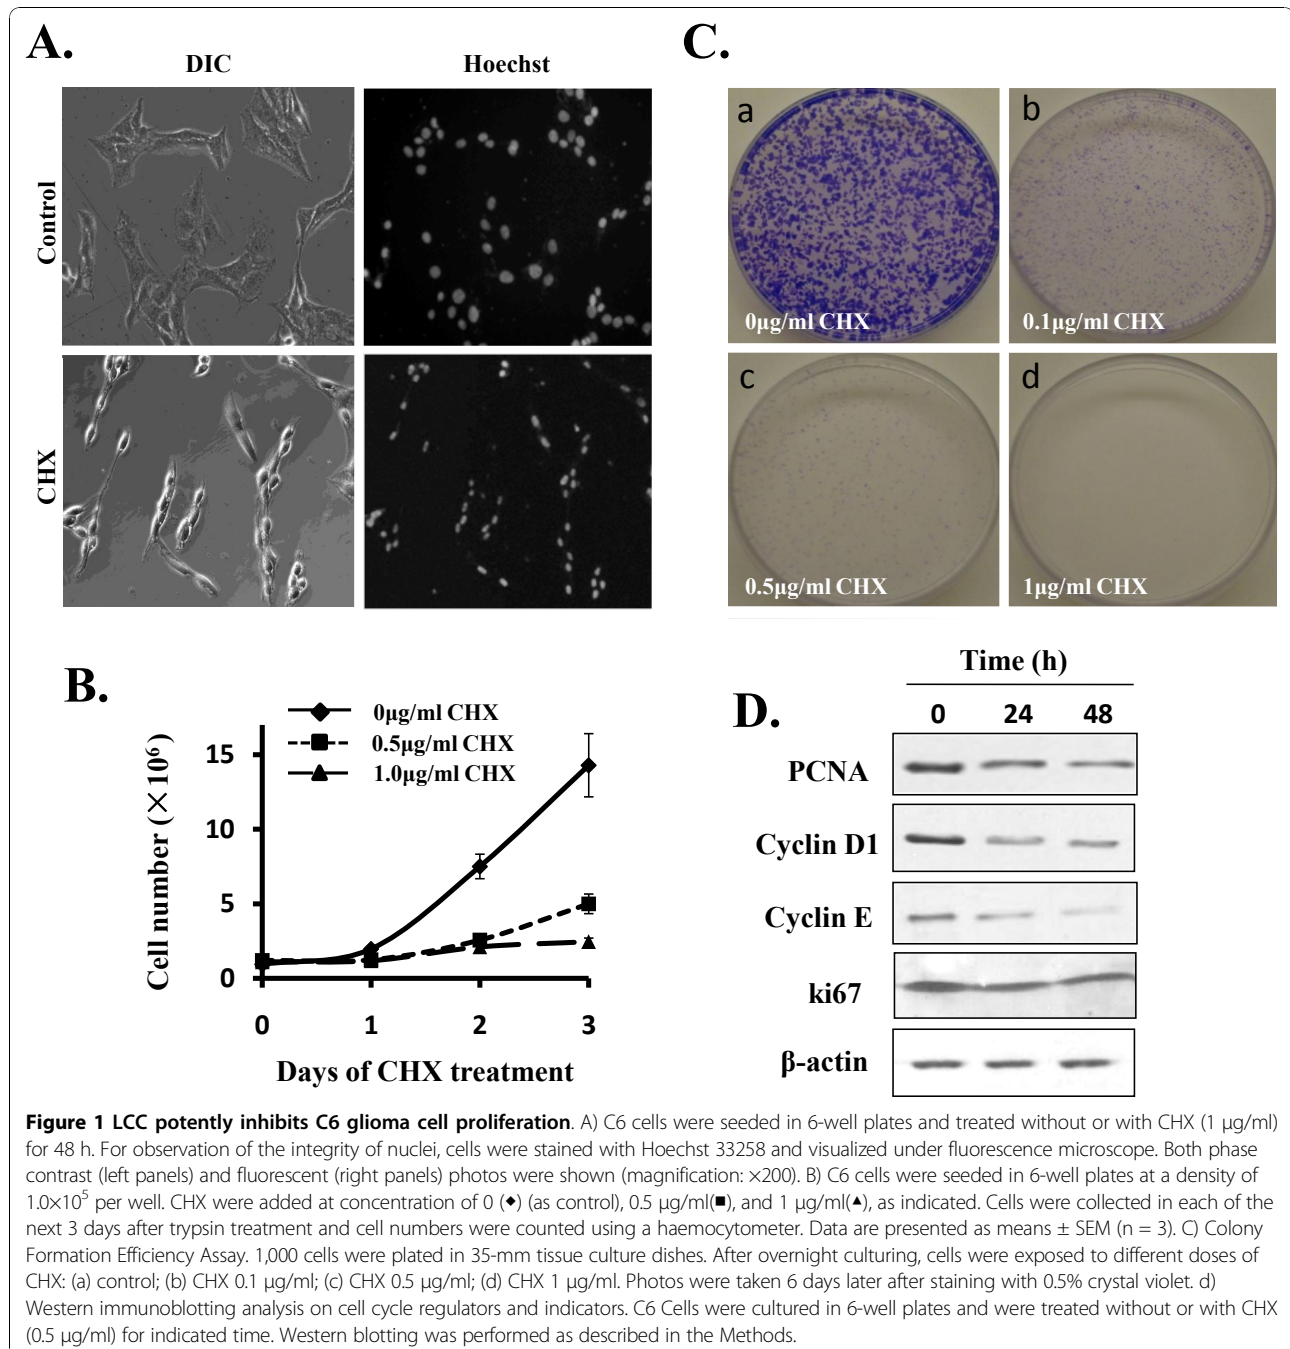 A.
DIC
Hoechst
Control
CHX
C.
a
0µg/ml CHX
b
0.1µg/ml CHX
c
0.5µg/ml CHX
d
1µg/ml CHX
B.
0µg/ml CHX
0.5µg/ml CHX
1.0µg/ml CHX
Cell number (×10⁶)
15
10
5
0
0 1 2 3
Days of CHX treatment
D.
Time (h)
0 24 48
PCNA
Cyclin D1
Cyclin E
ki67
β-actin
Figure 1 LCC potently inhibits C6 glioma cell proliferation. A) C6 cells were seeded in 6-well plates and treated without or with CHX (1 μg/ml)
for 48 h. For observation of the integrity of nuclei, cells were stained with Hoechst 33258 and visualized under fluorescence microscope. Both phase
contrast (left panels) and fluorescent (right panels) photos were shown (magnification: ×200). B) C6 cells were seeded in 6-well plates at a density of
1.0×10⁵ per well. CHX were added at concentration of 0 (◆) (as control), 0.5 μg/ml(■), and 1 μg/ml(▲), as indicated. Cells were collected in each of the
next 3 days after trypsin treatment and cell numbers were counted using a haemocytometer. Data are presented as means ± SEM (n = 3). C) Colony
Formation Efficiency Assay. 1,000 cells were plated in 35-mm tissue culture dishes. After overnight culturing, cells were exposed to different doses of
CHX: (a) control; (b) CHX 0.1 μg/ml; (c) CHX 0.5 μg/ml; (d) CHX 1 μg/ml. Photos were taken 6 days later after staining with 0.5% crystal violet. d)
Western immunoblotting analysis on cell cycle regulators and indicators. C6 Cells were cultured in 6-well plates and were treated without or with CHX
(0.5 μg/ml) for indicated time. Western blotting was performed as described in the Methods.